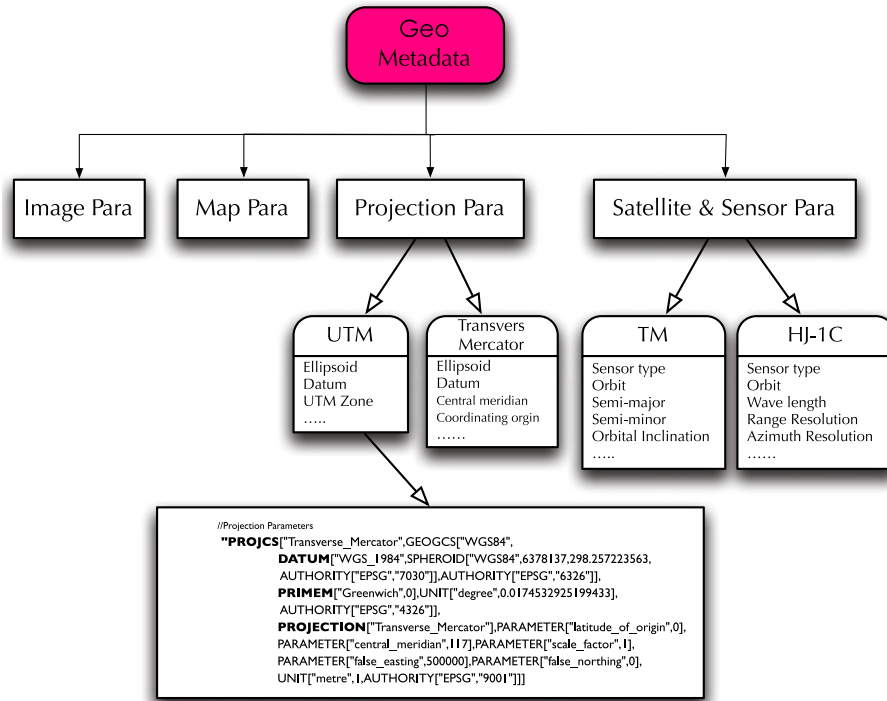 Geo
Metadata
Image Para
Map Para
Projection Para
Satellite & Sensor Para
UTM
Ellipsoid
Datum
UTM Zone
.....
Transvers
Mercator
Ellipsoid
Datum
Central meridian
Coordinating orgin
......
TM
Sensor type
Orbit
Semi-major
Semi-minor
Orbital Inclination
.....
HJ-1C
Sensor type
Orbit
Wave length
Range Resolution
Azimuth Resolution
......
//Projection Parameters
"PROJCS["Transverse_Mercator",GEOGCS["WGS84",
DATUM["WGS_1984",SPHEROID["WGS84",6378137,298.257223563,
AUTHORITY["EPSG","7030"]],AUTHORITY["EPSG","6326"]],
PRIMEM["Greenwich",0],UNIT["degree",0.0174532925199433],
AUTHORITY["EPSG","4326"]],
PROJECTION["Transverse_Mercator"],PARAMETER["latitude_of_origin",0],
PARAMETER["central_meridian",117],PARAMETER["scale_factor",1],
PARAMETER["false_easting",500000],PARAMETER["false_northing",0],
UNIT["metre",1,AUTHORITY["EPSG","9001"]]]